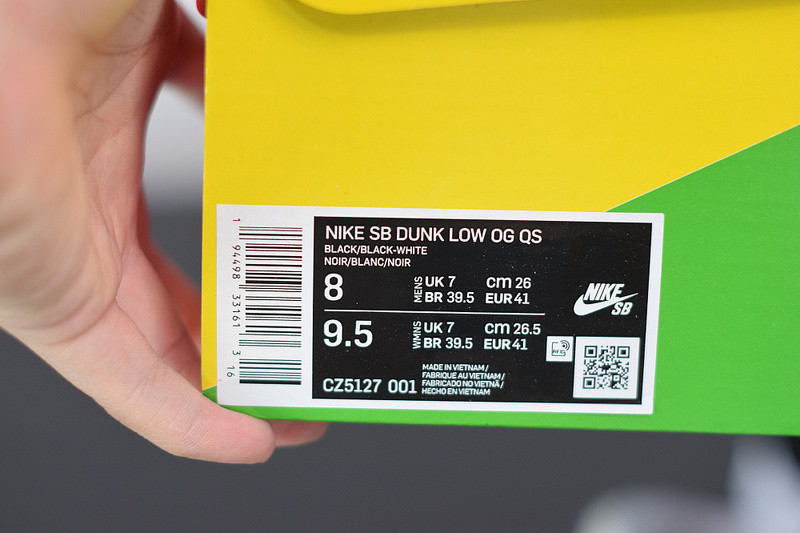 NIKE SB DUNK LOW OG QS
BLACK/BLACK-WHITE
NOIR/BLANC/NOIR
8 MENS UK 7 cm 26
BR 39.5 EUR 41
9.5 WMNS UK 7 cm 26.5
BR 39.5 EUR 41
CZ5127 001
MADE IN VIETNAM /
FABRIQUE AU VIETNAM /
FABRICADO NO VIETNÃ /
HECHO EN VIETNAM
NIKE
SB
RFID
1 94498 33161 3 16